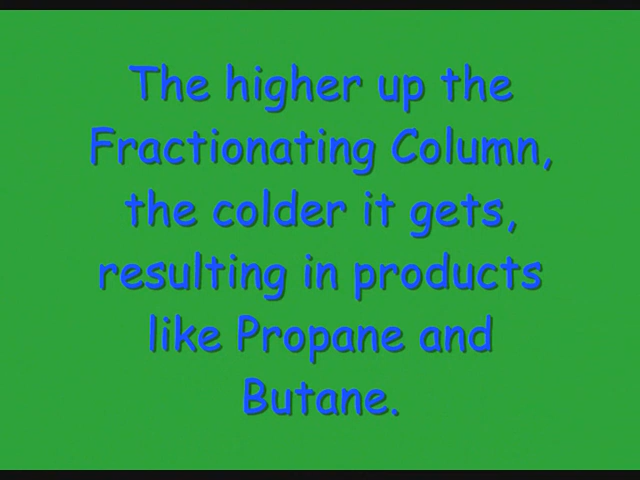 The higher up the
Fractionating Column,
the colder it gets,
resulting in products
like Propane and
Butane.